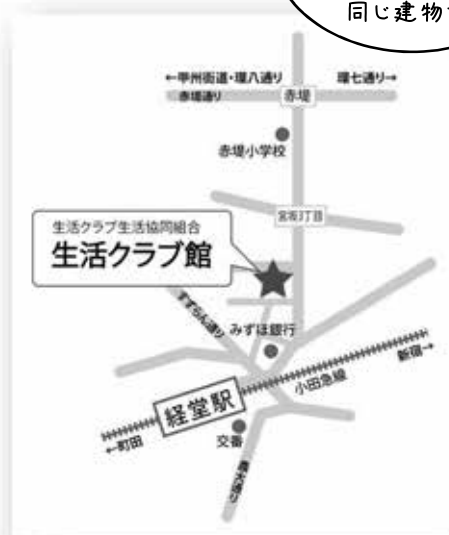 同じ建物
←甲州街道・環八通り
環七通り→
赤堤通り
赤堤
赤堤小学校
宮坂3丁目
生活クラブ生活協同組合
生活クラブ館
すずらん通り
みずほ銀行
新宿→
小田急線
経堂駅
←町田
交番
農大通り